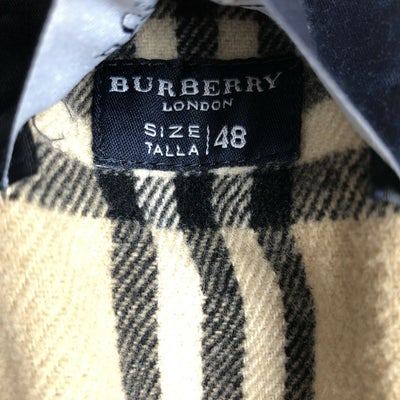 BURBERRY
LONDON
SIZE 48
TALLA